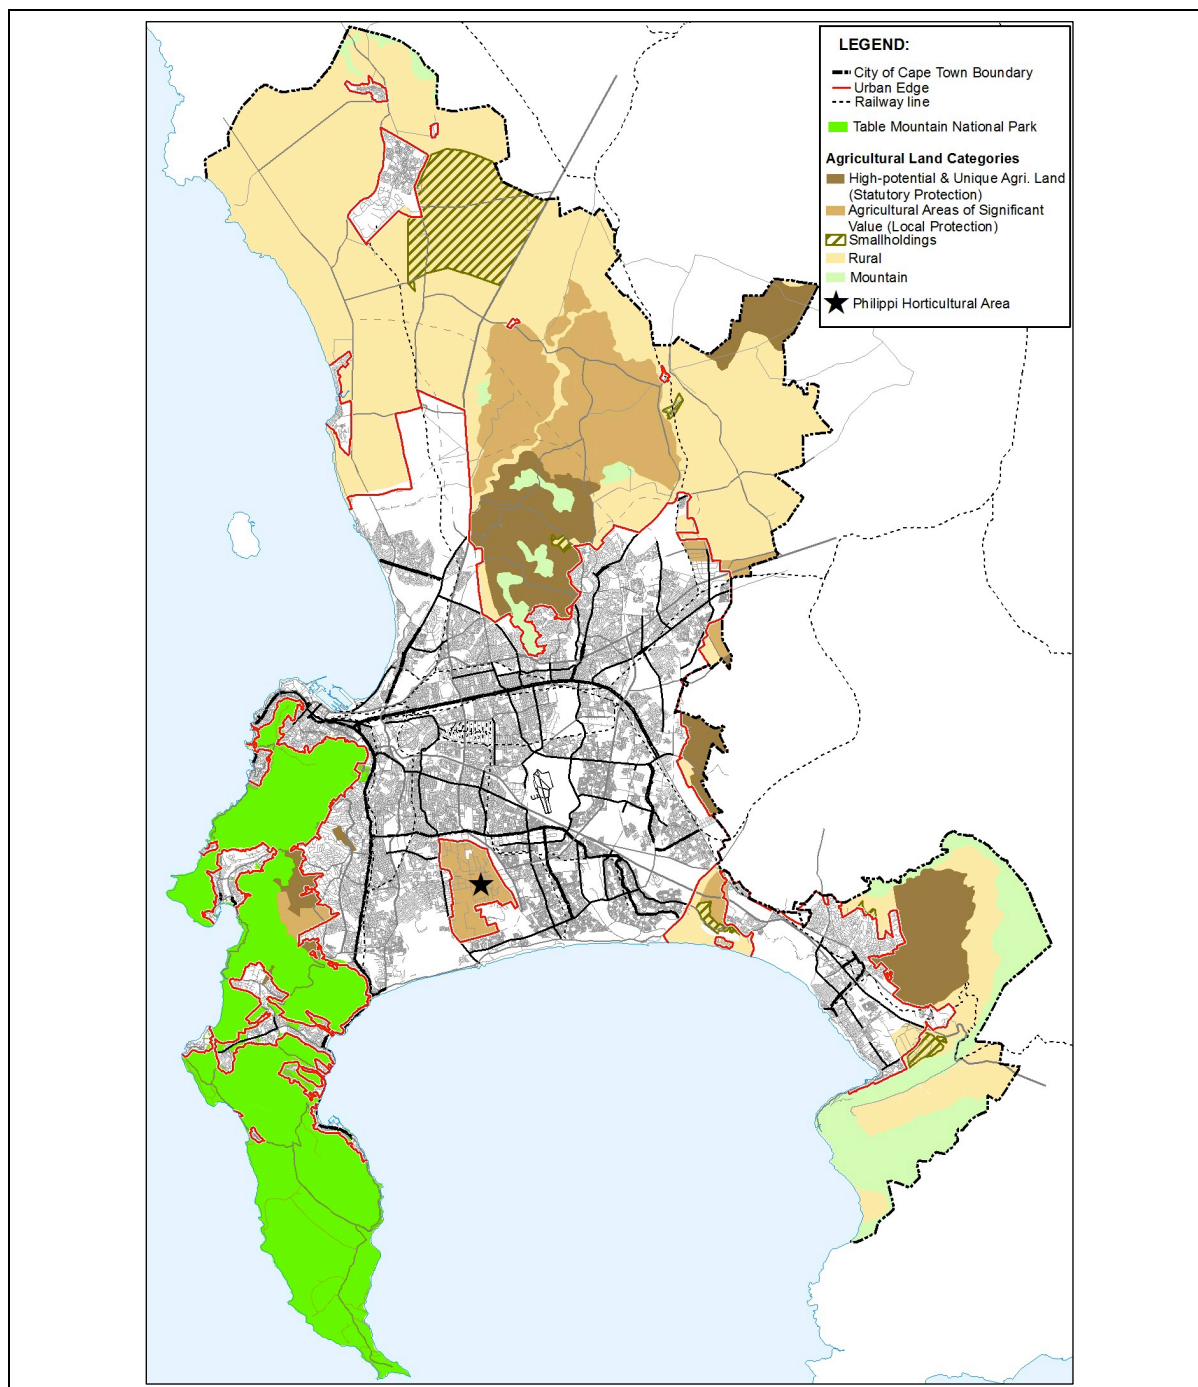 LEGEND:
City of Cape Town Boundary
Urban Edge
Railway line
Table Mountain National Park
Agricultural Land Categories
High-potential & Unique Agri. Land
(Statutory Protection)
Agricultural Areas of Significant
Value (Local Protection)
Smallholdings
Rural
Mountain
Philippi Horticultural Area